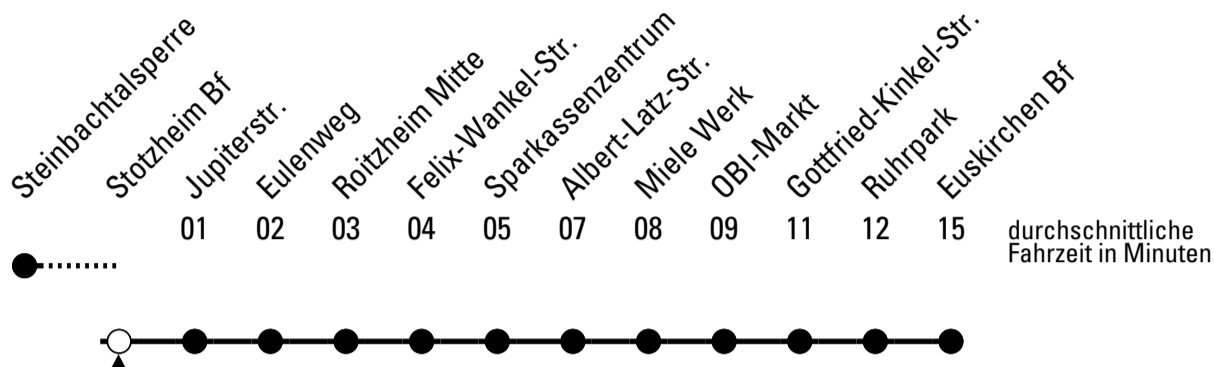 Steinbachtalsperre
Stotzheim Bf
Jupiterstr.
Eulenweg
Roitzheim Mitte
Felix-Wankel-Str.
Sparkassenzentrum
Albert-Latz-Str.
Miele Werk
OBI-Markt
Gottfried-Kinkel-Str.
Ruhrpark
Euskirchen Bf
01 02 03 04 05 07 08 09 11 12 15
durchschnittliche
Fahrzeit in Minuten